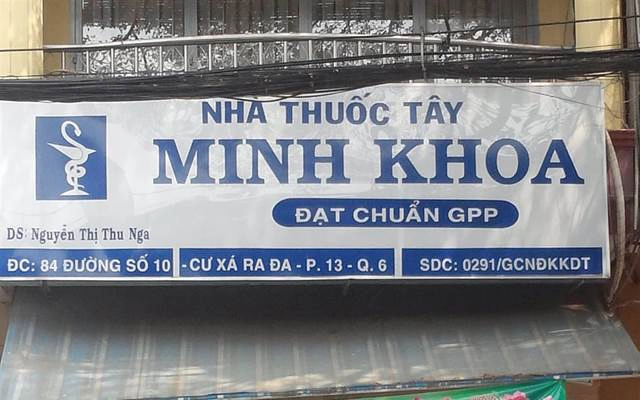 NHÀ THUỐC TÂY
MINH KHOA
ĐẠT CHUẨN GPP
DS: Nguyễn Thị Thu Nga
ĐC: 84 ĐƯỜNG SỐ 10 - CƯ XÁ RA ĐA - P. 13 - Q. 6
SDC: 0291/GCNĐKKDT